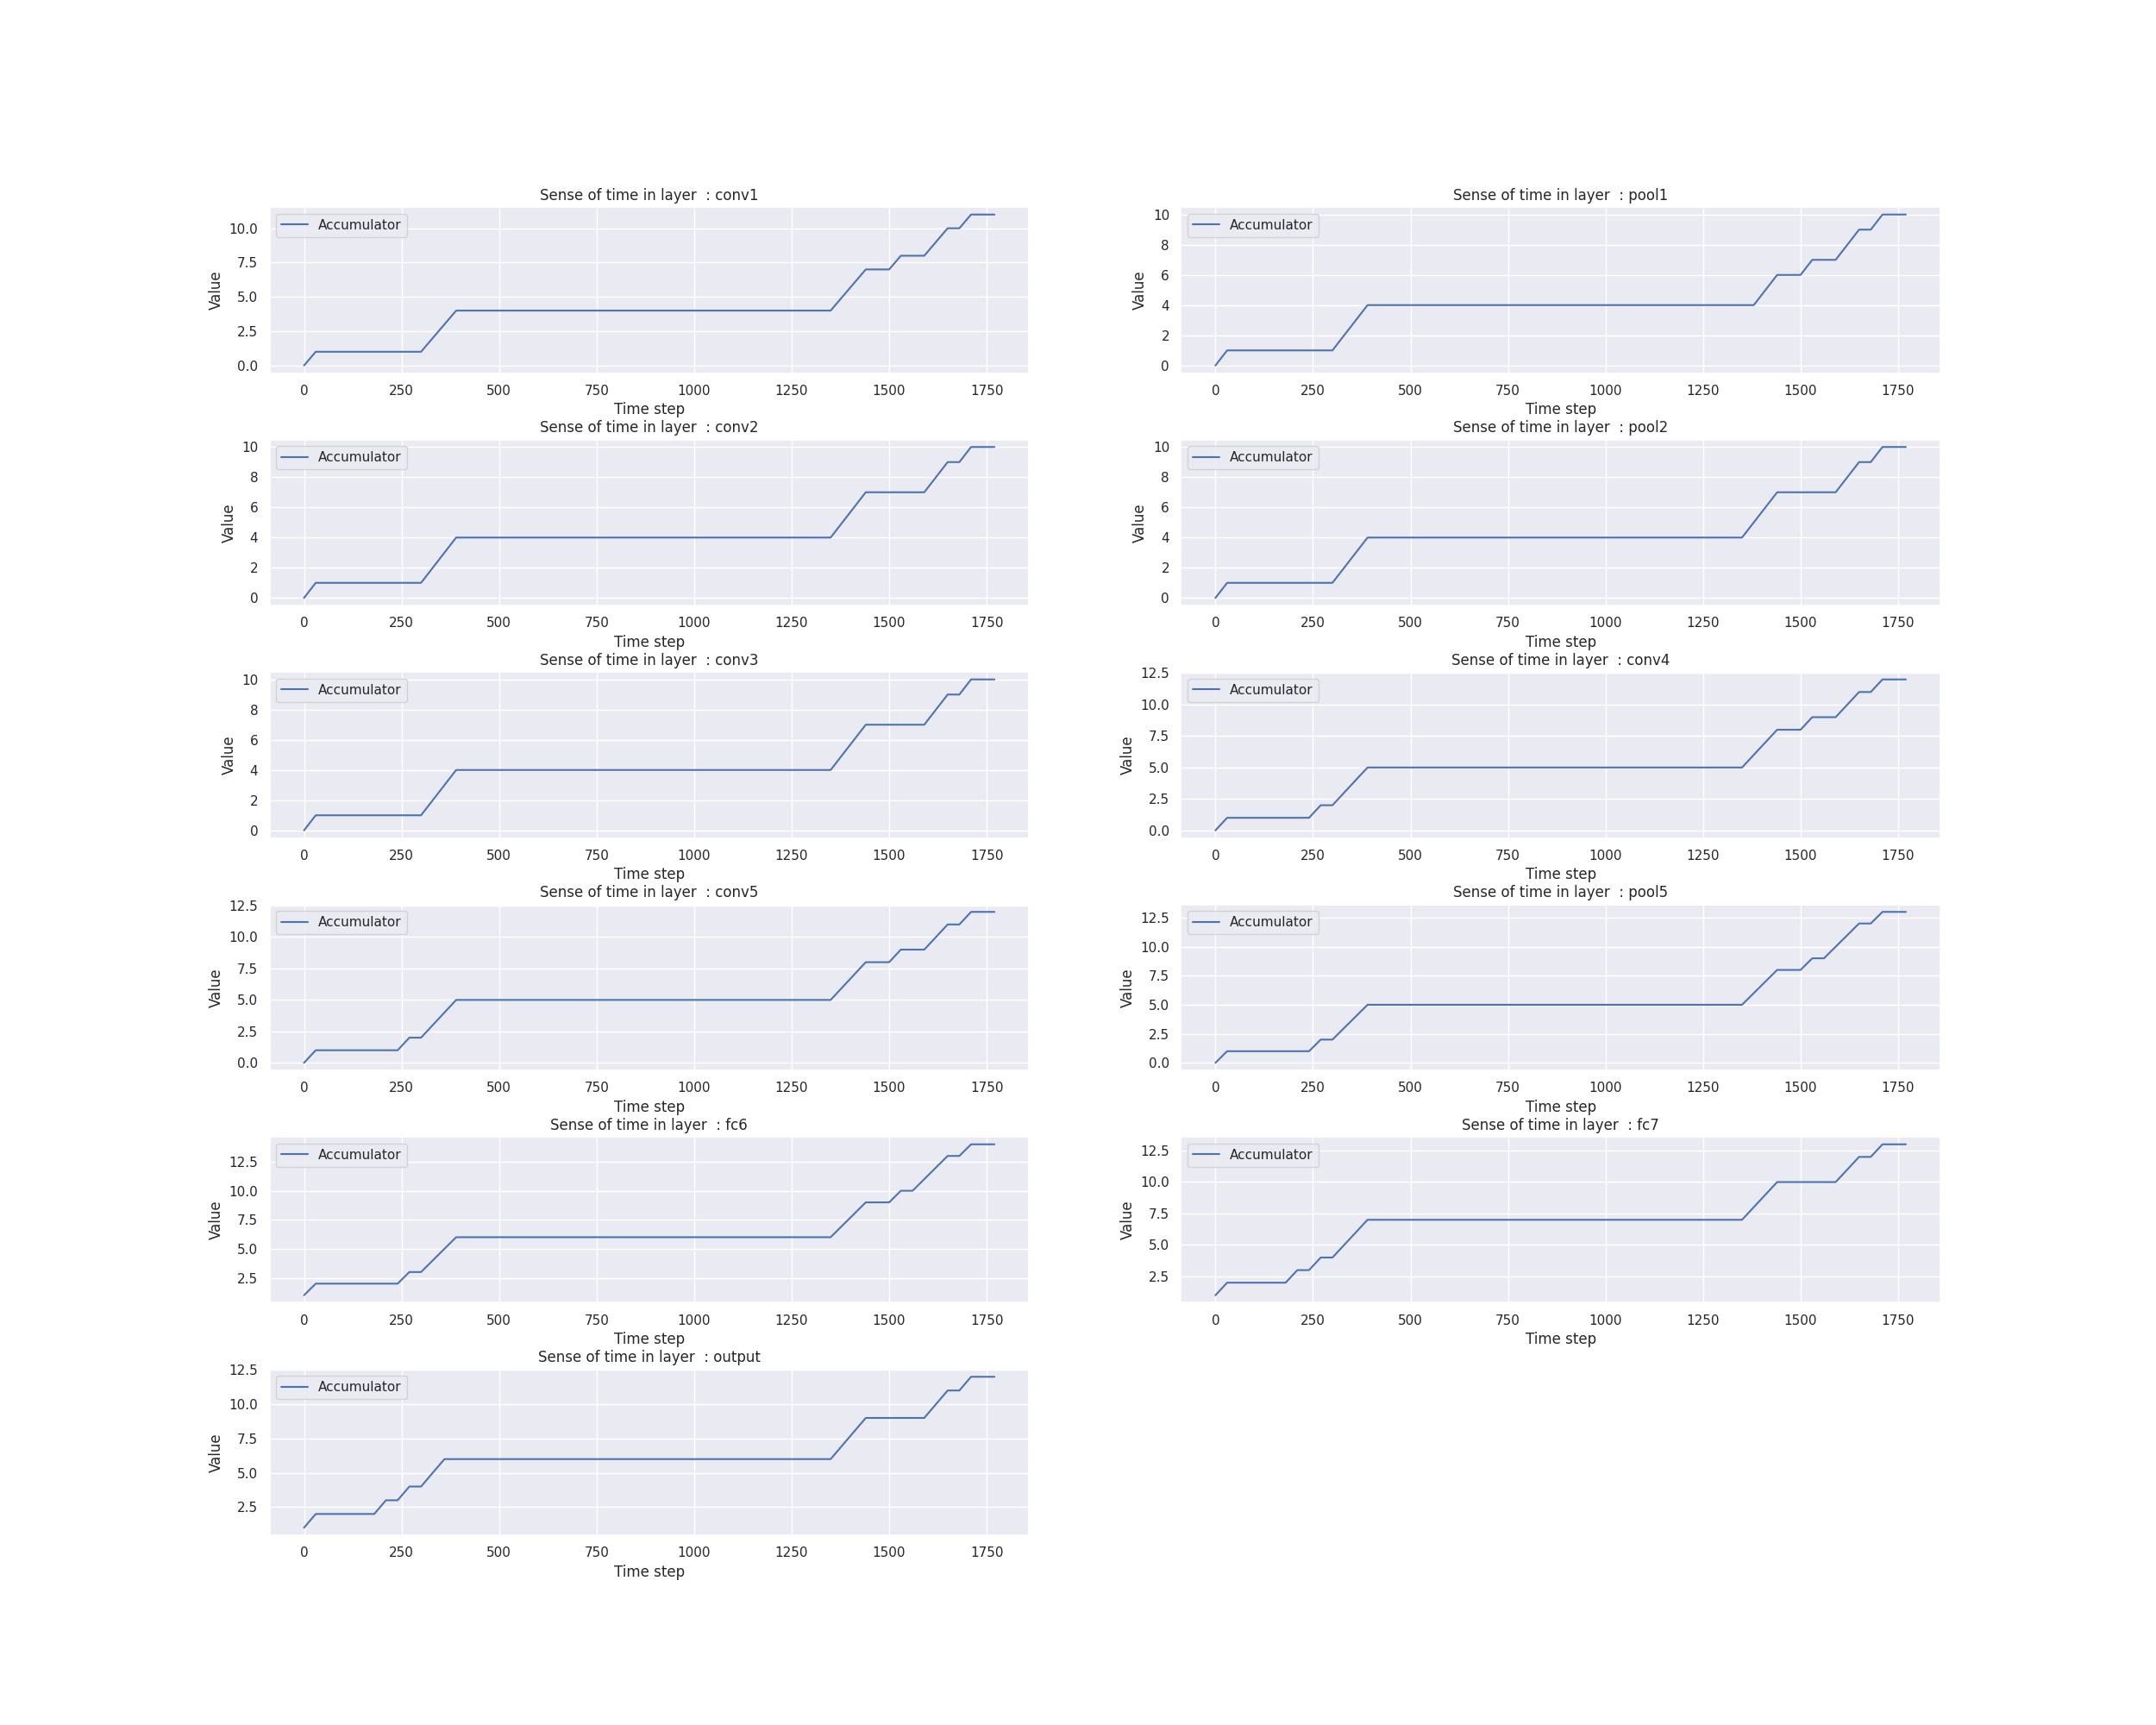 Sense of time in layer  : conv1
Accumulator
10.0
7.5
5.0
2.5
0.0
Value
0 250 500 750 1000 1250 1500 1750
Time step
Sense of time in layer  : pool1
Accumulator
10
8
6
4
2
0
Value
0 250 500 750 1000 1250 1500 1750
Time step
Sense of time in layer  : conv2
Accumulator
10
8
6
4
2
0
Value
0 250 500 750 1000 1250 1500 1750
Time step
Sense of time in layer  : pool2
Accumulator
10
8
6
4
2
0
Value
0 250 500 750 1000 1250 1500 1750
Time step
Sense of time in layer  : conv3
Accumulator
10
8
6
4
2
0
Value
0 250 500 750 1000 1250 1500 1750
Time step
Sense of time in layer  : conv4
Accumulator
12.5
10.0
7.5
5.0
2.5
0.0
Value
0 250 500 750 1000 1250 1500 1750
Time step
Sense of time in layer  : conv5
Accumulator
12.5
10.0
7.5
5.0
2.5
0.0
Value
0 250 500 750 1000 1250 1500 1750
Time step
Sense of time in layer  : pool5
Accumulator
12.5
10.0
7.5
5.0
2.5
0.0
Value
0 250 500 750 1000 1250 1500 1750
Time step
Sense of time in layer  : fc6
Accumulator
12.5
10.0
7.5
5.0
2.5
Value
0 250 500 750 1000 1250 1500 1750
Time step
Sense of time in layer  : fc7
Accumulator
12.5
10.0
7.5
5.0
2.5
Value
0 250 500 750 1000 1250 1500 1750
Time step
Sense of time in layer  : output
Accumulator
12.5
10.0
7.5
5.0
2.5
Value
0 250 500 750 1000 1250 1500 1750
Time step